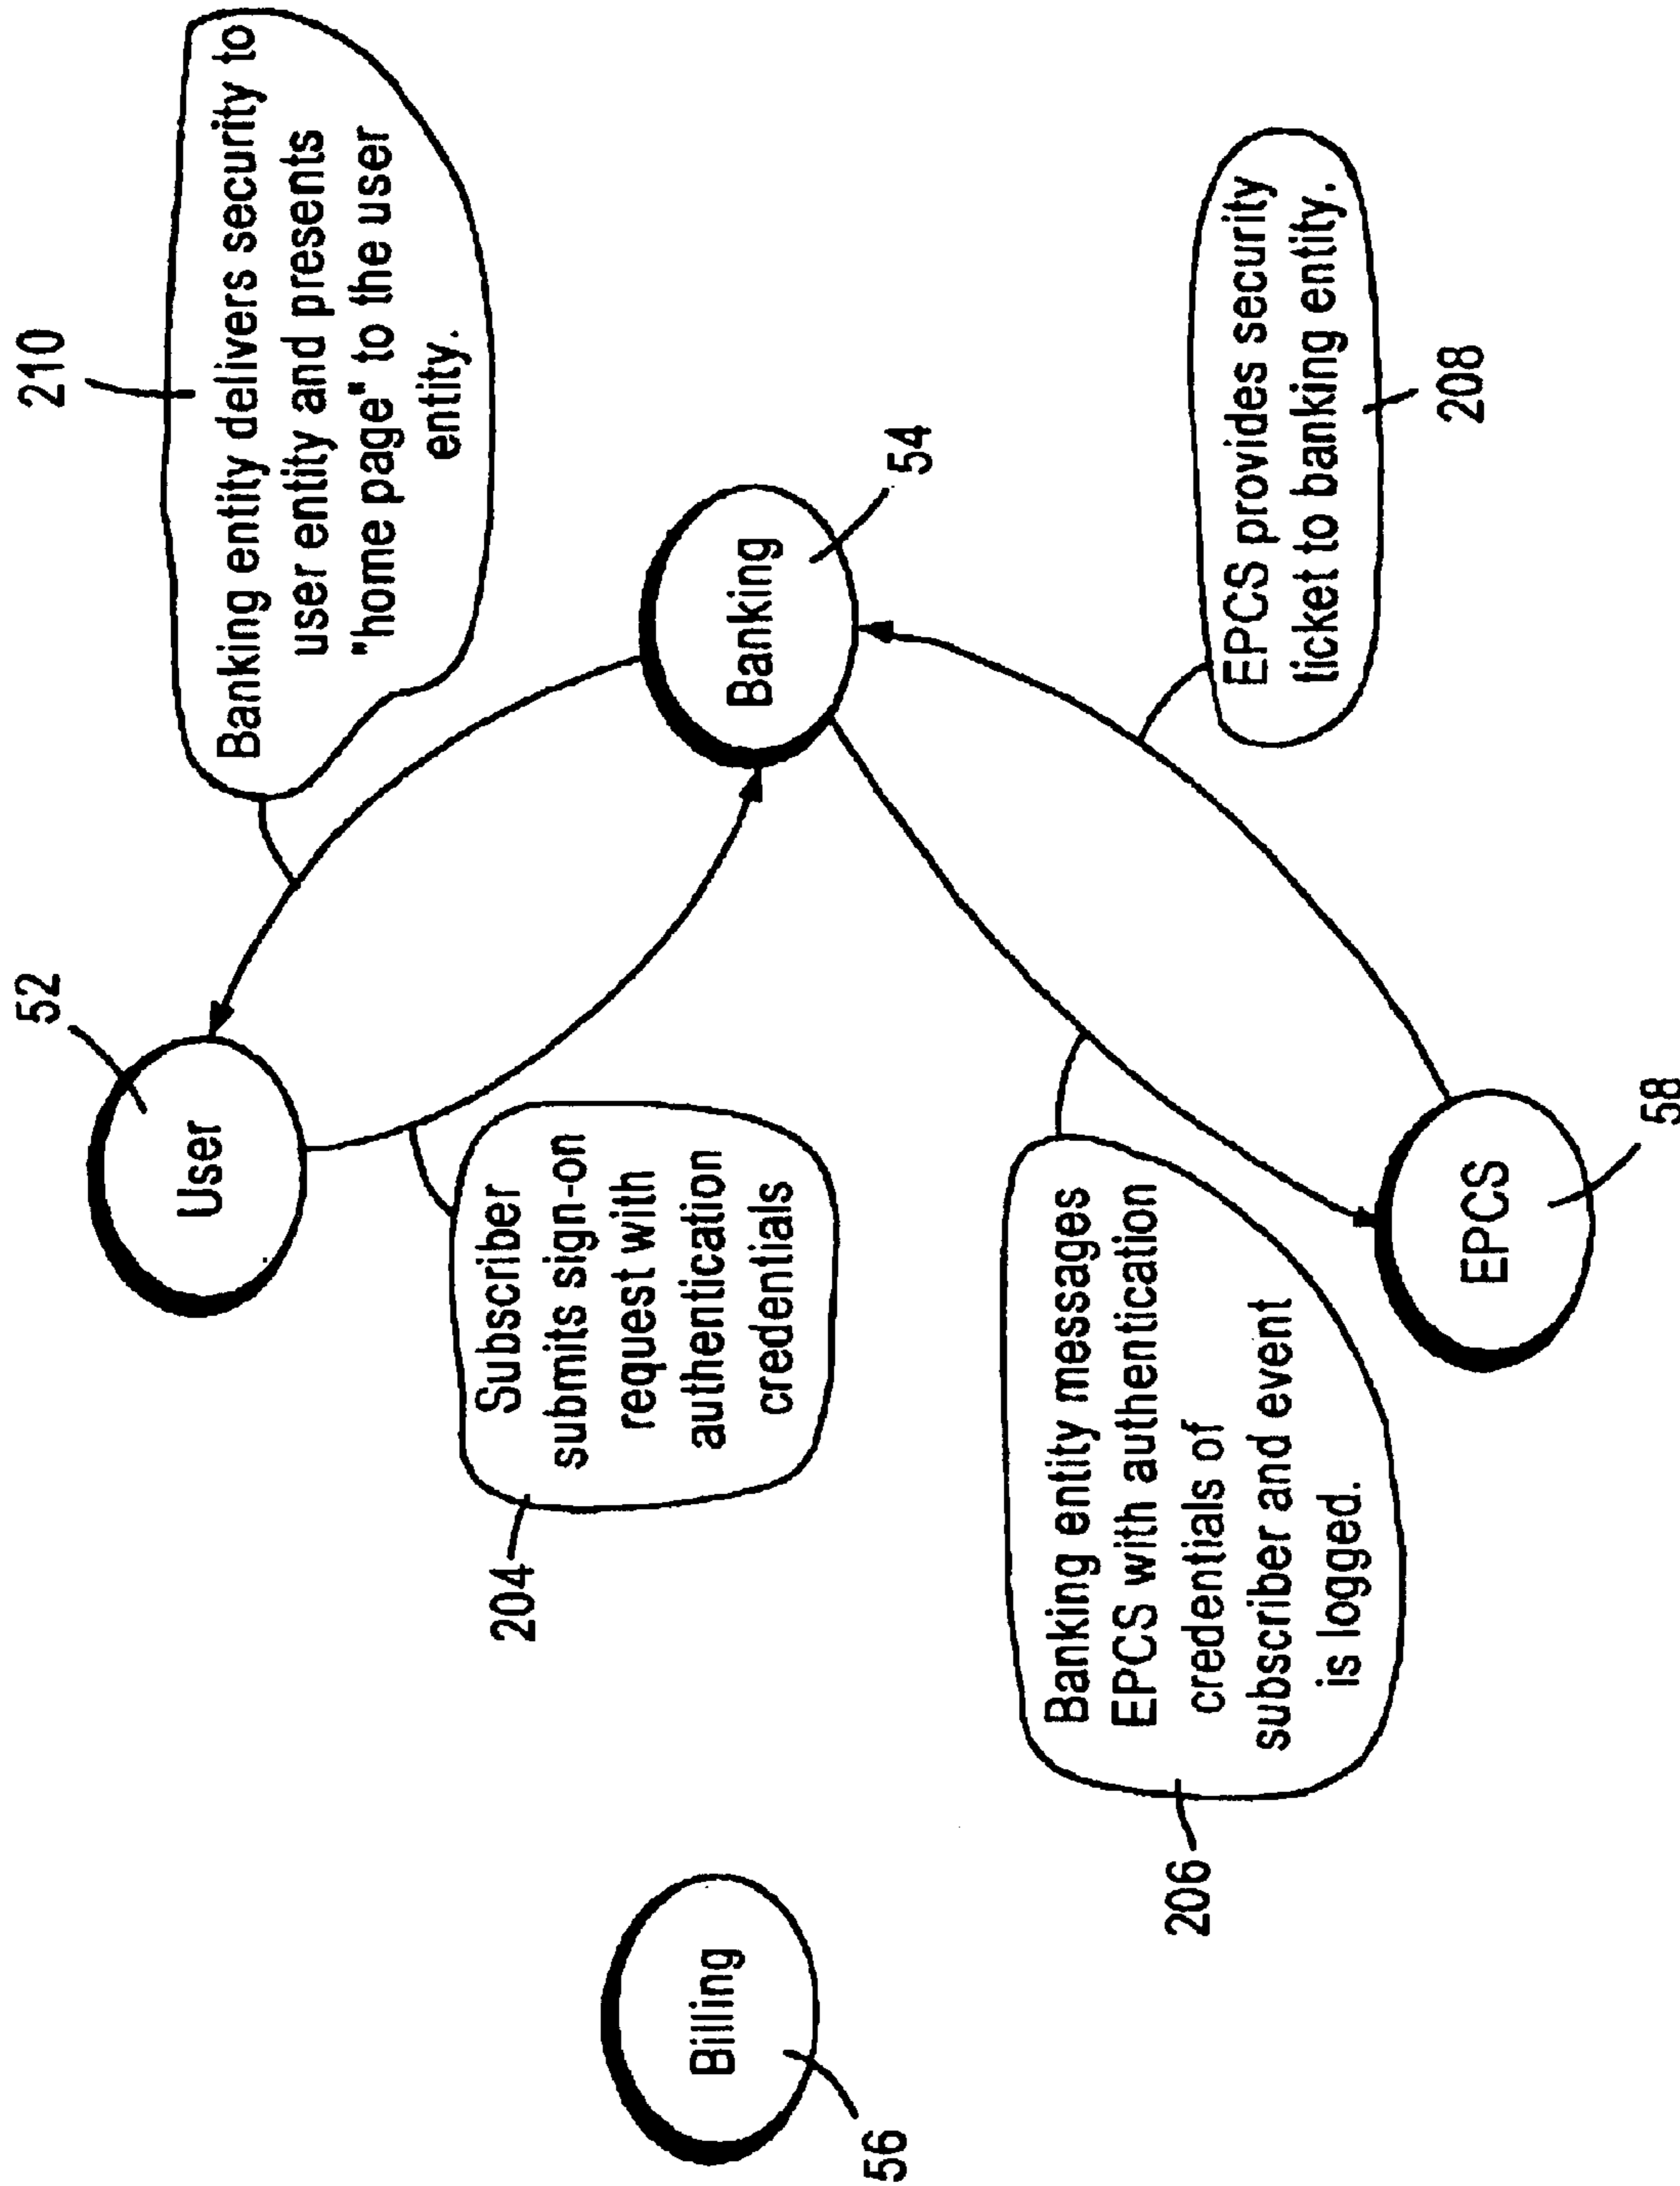 52
User
210
Banking entity delivers security to
user entity and presents
"home page" to the user
entity.
204
Subscriber
submits sign-on
request with
authentication
credentials
Billing
56
Banking
54
206
Banking entity messages
EPCS with authentication
credentials of
subscriber and event
is logged.
EPCS provides security
ticket to banking entity.
208
EPCS
58